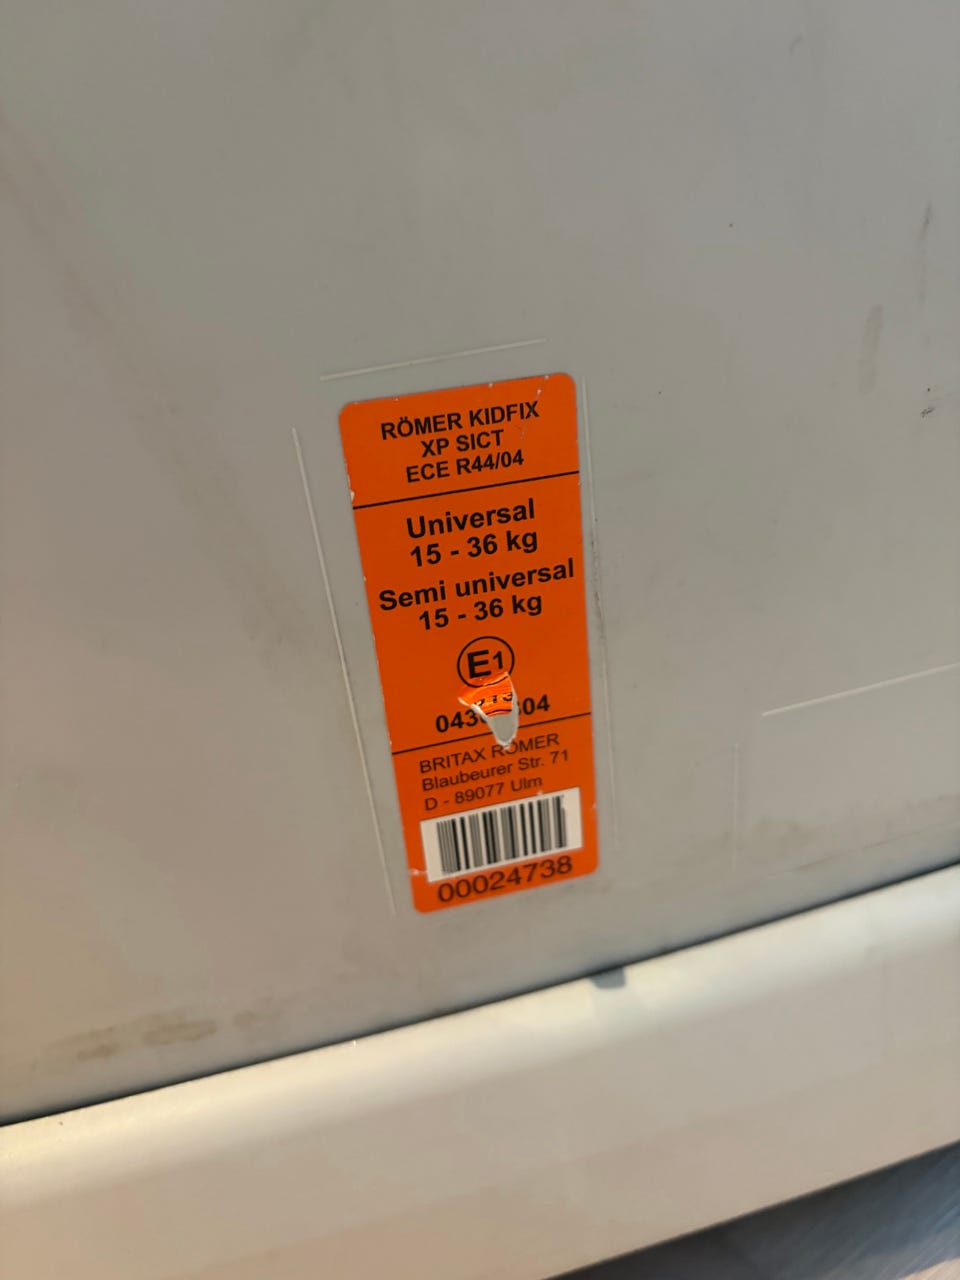 RÖMER KIDFIX
XP SICT
ECE R44/04
Universal
15 - 36 kg
Semi universal
15 - 36 kg
E1
BRITAX RÖMER
Blaubeurer Str. 71
D - 89077 Ulm
00024738